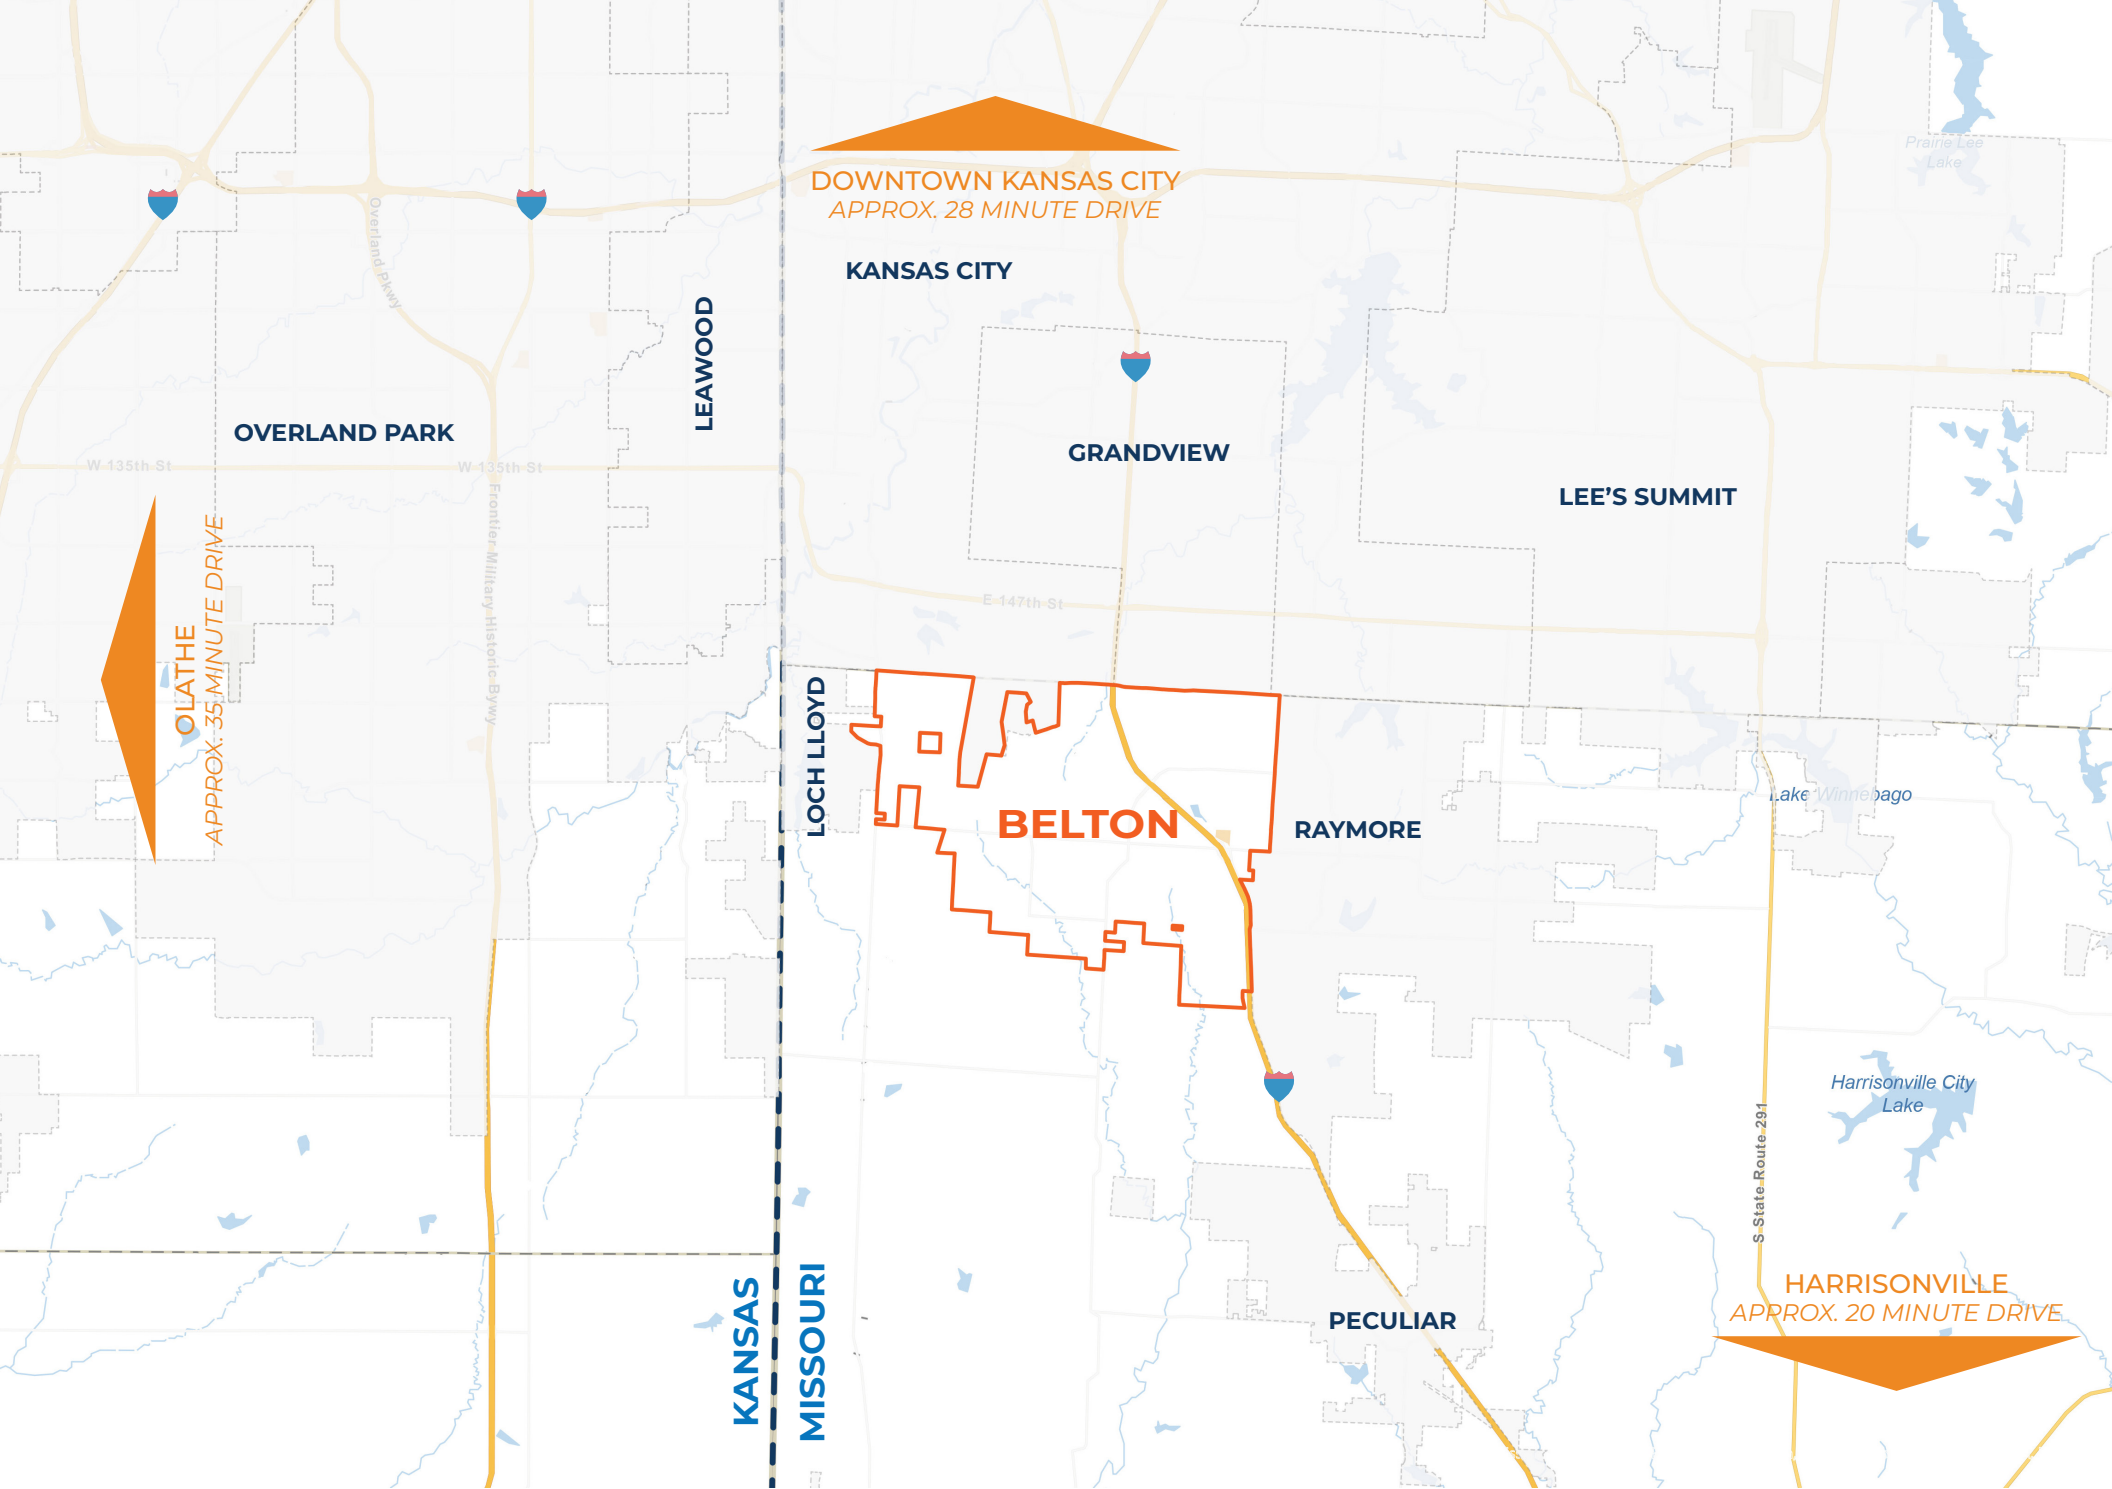 Prairie Lee
Lake
DOWNTOWN KANSAS CITY
APPROX. 28 MINUTE DRIVE
Overland Pkwy
KANSAS CITY
LEAWOOD
OVERLAND PARK
GRANDVIEW
W 135th St
W 135th St
LEE'S SUMMIT
Frontier Military Historic Bywy
OLATHE
APPROX. 35 MINUTE DRIVE
E 147th St
LOCH LLOYD
BELTON
RAYMORE
Lake Winnebago
Harrisonville City
Lake
S State Route 291
KANSAS
MISSOURI
HARRISONVILLE
APPROX. 20 MINUTE DRIVE
PECULIAR